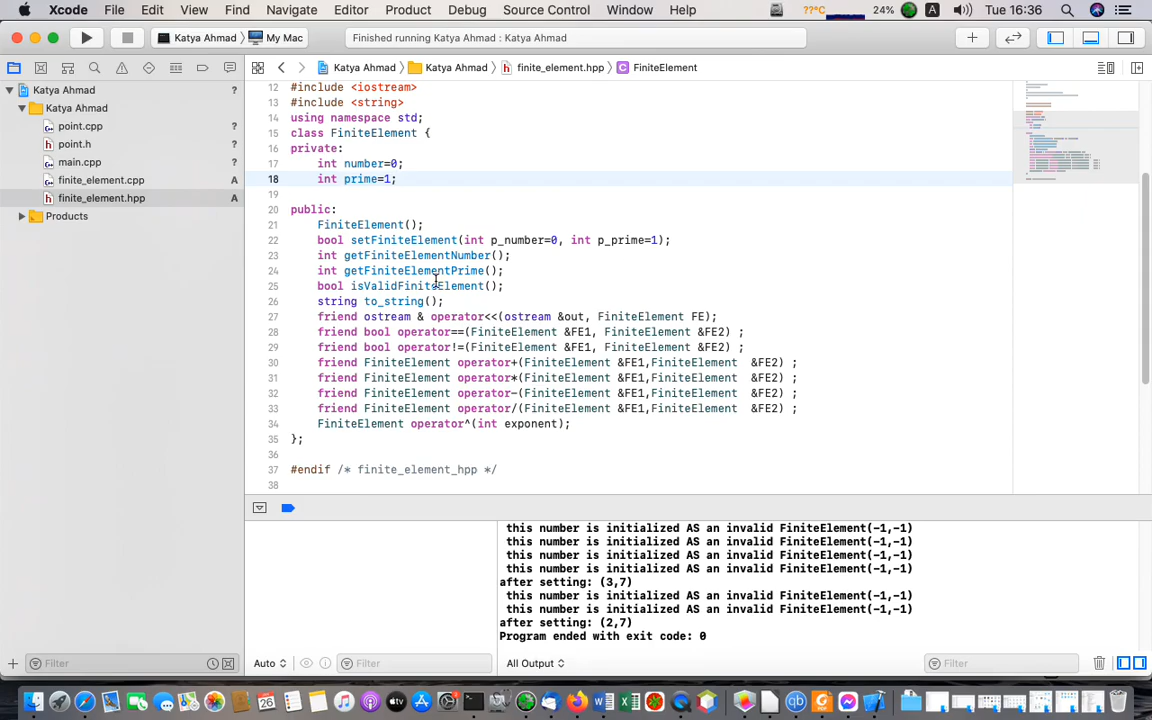 Xcode File Edit View Find Navigate Editor Product Debug Source Control Window Help ??°C 24% A Tue 16:36
Katya Ahmad My Mac Finished running Katya Ahmad : Katya Ahmad
Katya Ahmad Katya Ahmad finite_element.hpp C FiniteElement
Katya Ahmad ?
Katya Ahmad
point.cpp ?
point.h ?
main.cpp ?
finite_element.cpp A
finite_element.hpp A
Products
12 #include <iostream>
13 #include <string>
14 using namespace std;
15 class FiniteElement {
16 private:
17 int number=0;
18 int prime=1;
19
20 public:
21 FiniteElement();
22 bool setFiniteElement(int p_number=0, int p_prime=1);
23 int getFiniteElementNumber();
24 int getFiniteElementPrime();
25 bool isValidFiniteElement();
26 string to_string();
27 friend ostream & operator<<(ostream &out, FiniteElement FE);
28 friend bool operator==(FiniteElement &FE1, FiniteElement &FE2) ;
29 friend bool operator!=(FiniteElement &FE1, FiniteElement &FE2) ;
30 friend FiniteElement operator+(FiniteElement &FE1,FiniteElement  &FE2) ;
31 friend FiniteElement operator*(FiniteElement &FE1,FiniteElement  &FE2) ;
32 friend FiniteElement operator-(FiniteElement &FE1,FiniteElement  &FE2) ;
33 friend FiniteElement operator/(FiniteElement &FE1,FiniteElement  &FE2) ;
34 FiniteElement operator^(int exponent);
35 };
36
37 #endif /* finite_element_hpp */
38
this number is initialized AS an invalid FiniteElement(-1,-1)
this number is initialized AS an invalid FiniteElement(-1,-1)
this number is initialized AS an invalid FiniteElement(-1,-1)
this number is initialized AS an invalid FiniteElement(-1,-1)
after setting: (3,7)
this number is initialized AS an invalid FiniteElement(-1,-1)
this number is initialized AS an invalid FiniteElement(-1,-1)
after setting: (2,7)
Program ended with exit code: 0
Filter Auto Filter All Output Filter